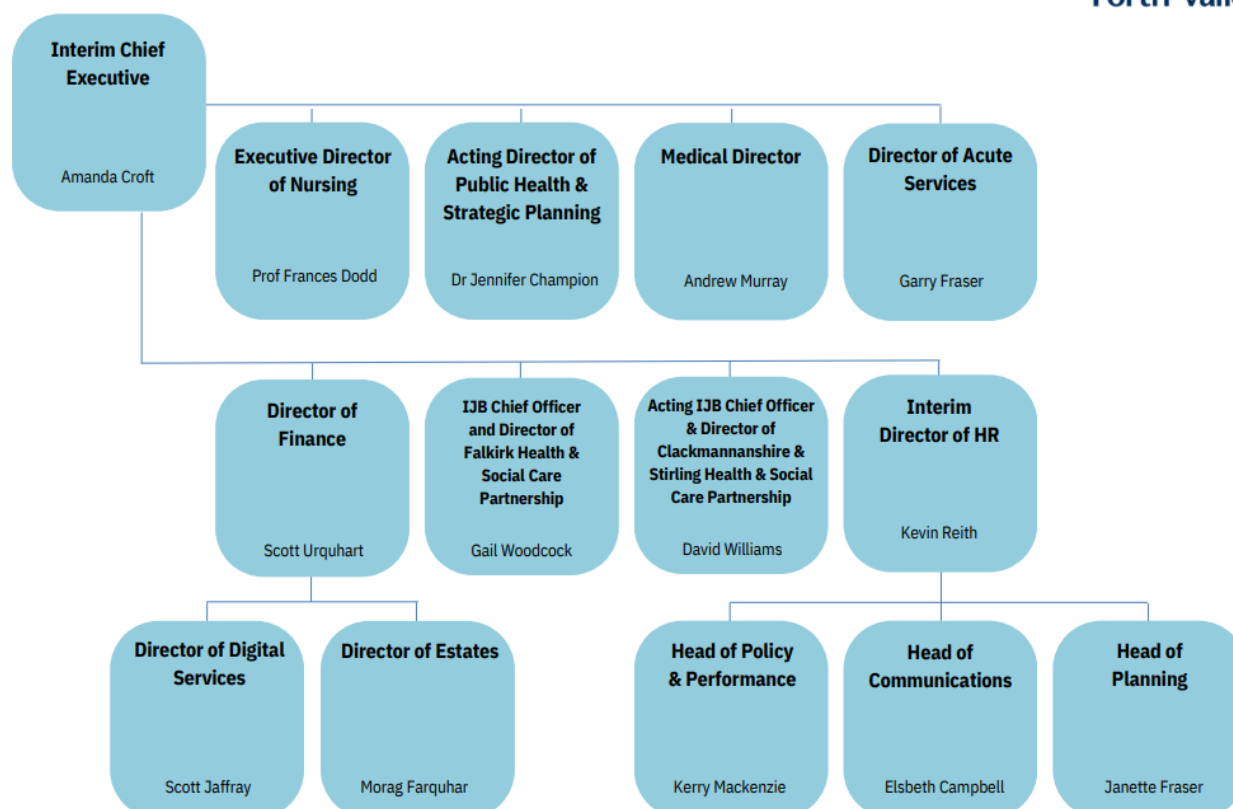 Forth Valley
Interim Chief
Executive
Amanda Croft
Executive Director
of Nursing
Prof Frances Dodd
Acting Director of
Public Health &
Strategic Planning
Dr Jennifer Champion
Medical Director
Andrew Murray
Director of Acute
Services
Garry Fraser
Director of
Finance
Scott Urquhart
IJB Chief Officer
and Director of
Falkirk Health &
Social Care
Partnership
Gail Woodcock
Acting IJB Chief Officer
& Director of
Clackmannanshire &
Stirling Health & Social
Care Partnership
David Williams
Interim
Director of HR
Kevin Reith
Director of Digital
Services
Scott Jaffray
Director of Estates
Morag Farquhar
Head of Policy
& Performance
Kerry Mackenzie
Head of
Communications
Elsbeth Campbell
Head of
Planning
Janette Fraser